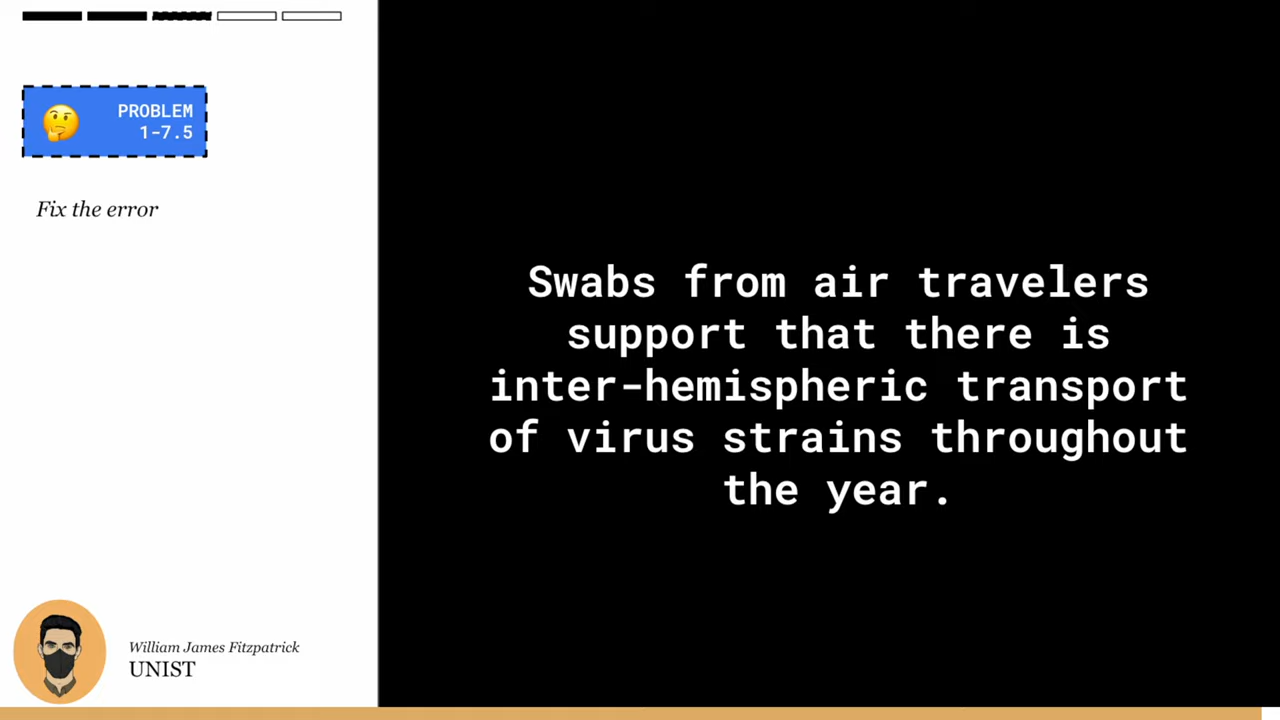 PROBLEM
1-7.5
Fix the error
Swabs from air travelers
support that there is
inter-hemispheric transport
of virus strains throughout
the year.
William James Fitzpatrick
UNIST